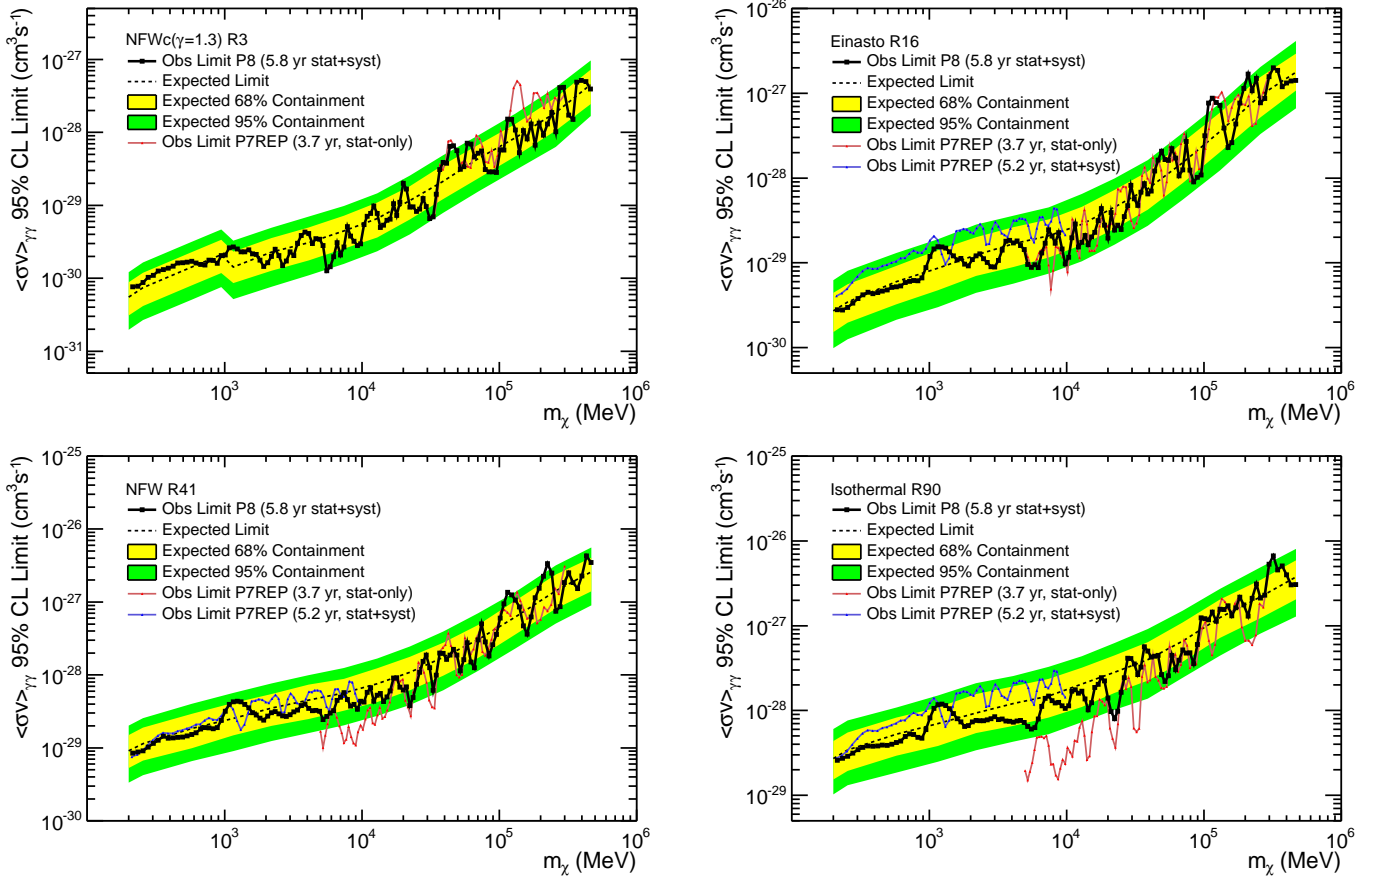 NFWc(γ=1.3) R3
Obs Limit P8 (5.8 yr stat+syst)
Expected Limit
Expected 68% Containment
Expected 95% Containment
Obs Limit P7REP (3.7 yr, stat-only)
<σv>γγ 95% CL Limit (cm³s⁻¹)
10⁻²⁷
10⁻²⁸
10⁻²⁹
10⁻³⁰
10⁻³¹
10³ 10⁴ 10⁵ 10⁶
mχ (MeV)
Einasto R16
Obs Limit P8 (5.8 yr stat+syst)
Expected Limit
Expected 68% Containment
Expected 95% Containment
Obs Limit P7REP (3.7 yr, stat-only)
Obs Limit P7REP (5.2 yr, stat+syst)
<σv>γγ 95% CL Limit (cm³s⁻¹)
10⁻²⁶
10⁻²⁷
10⁻²⁸
10⁻²⁹
10⁻³⁰
10³ 10⁴ 10⁵ 10⁶
mχ (MeV)
NFW R41
Obs Limit P8 (5.8 yr stat+syst)
Expected Limit
Expected 68% Containment
Expected 95% Containment
Obs Limit P7REP (3.7 yr, stat-only)
Obs Limit P7REP (5.2 yr, stat+syst)
<σv>γγ 95% CL Limit (cm³s⁻¹)
10⁻²⁵
10⁻²⁶
10⁻²⁷
10⁻²⁸
10⁻²⁹
10⁻³⁰
10³ 10⁴ 10⁵ 10⁶
mχ (MeV)
Isothermal R90
Obs Limit P8 (5.8 yr stat+syst)
Expected Limit
Expected 68% Containment
Expected 95% Containment
Obs Limit P7REP (3.7 yr, stat-only)
Obs Limit P7REP (5.2 yr, stat+syst)
<σv>γγ 95% CL Limit (cm³s⁻¹)
10⁻²⁵
10⁻²⁶
10⁻²⁷
10⁻²⁸
10⁻²⁹
10³ 10⁴ 10⁵ 10⁶
mχ (MeV)